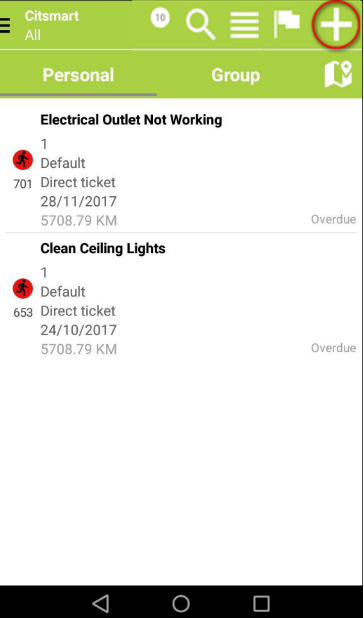 Citsmart
All
10
Personal
Group
Electrical Outlet Not Working
1
Default
701 Direct ticket
28/11/2017
5708.79 KM
Overdue
Clean Ceiling Lights
1
Default
653 Direct ticket
24/10/2017
5708.79 KM
Overdue